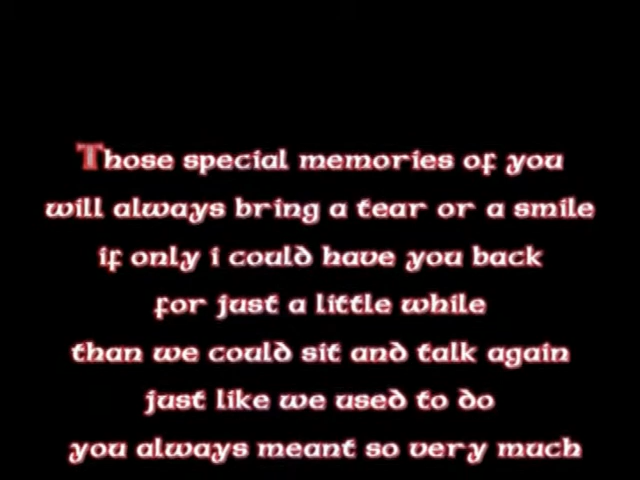 Those special memories of you
will always bring a tear or a smile
if only i could have you back
for just a little while
than we could sit and talk again
just like we used to do
you always meant so very much